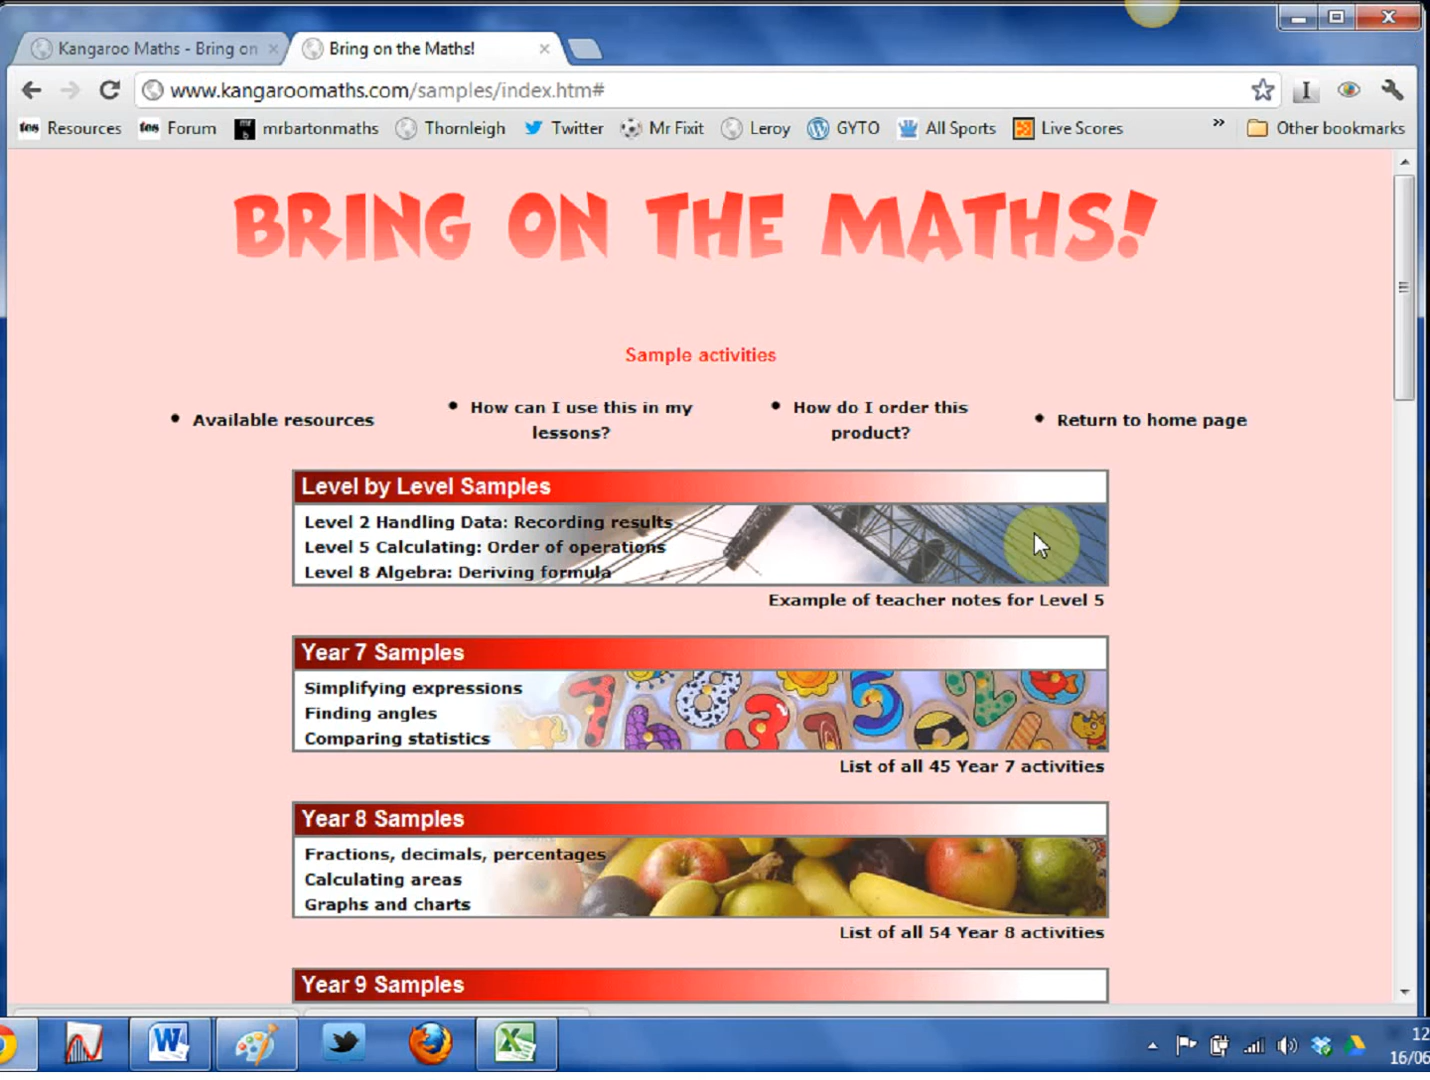 Kangaroo Maths - Bring on
Bring on the Maths!
www.kangaroomaths.com/samples/index.htm#
tes Resources
tes Forum
mrbartonmaths
Thornleigh
Twitter
Mr Fixit
Leroy
GYTO
All Sports
Live Scores
»
Other bookmarks
BRING ON THE MATHS!
Sample activities
• Available resources
• How can I use this in my
lessons?
• How do I order this
product?
• Return to home page
Level by Level Samples
Level 2 Handling Data: Recording results
Level 5 Calculating: Order of operations
Level 8 Algebra: Deriving formula
Example of teacher notes for Level 5
Year 7 Samples
Simplifying expressions
Finding angles
Comparing statistics
List of all 45 Year 7 activities
Year 8 Samples
Fractions, decimals, percentages
Calculating areas
Graphs and charts
List of all 54 Year 8 activities
Year 9 Samples
12
16/06